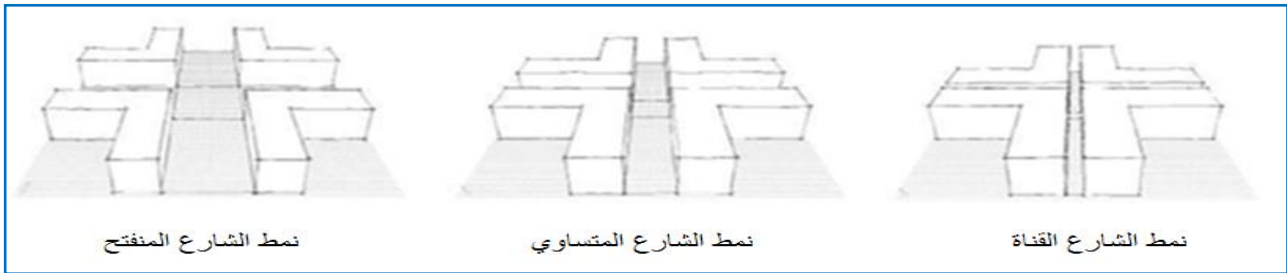 نمط الشارع القناة
نمط الشارع المتساوي
نمط الشارع المنفتح